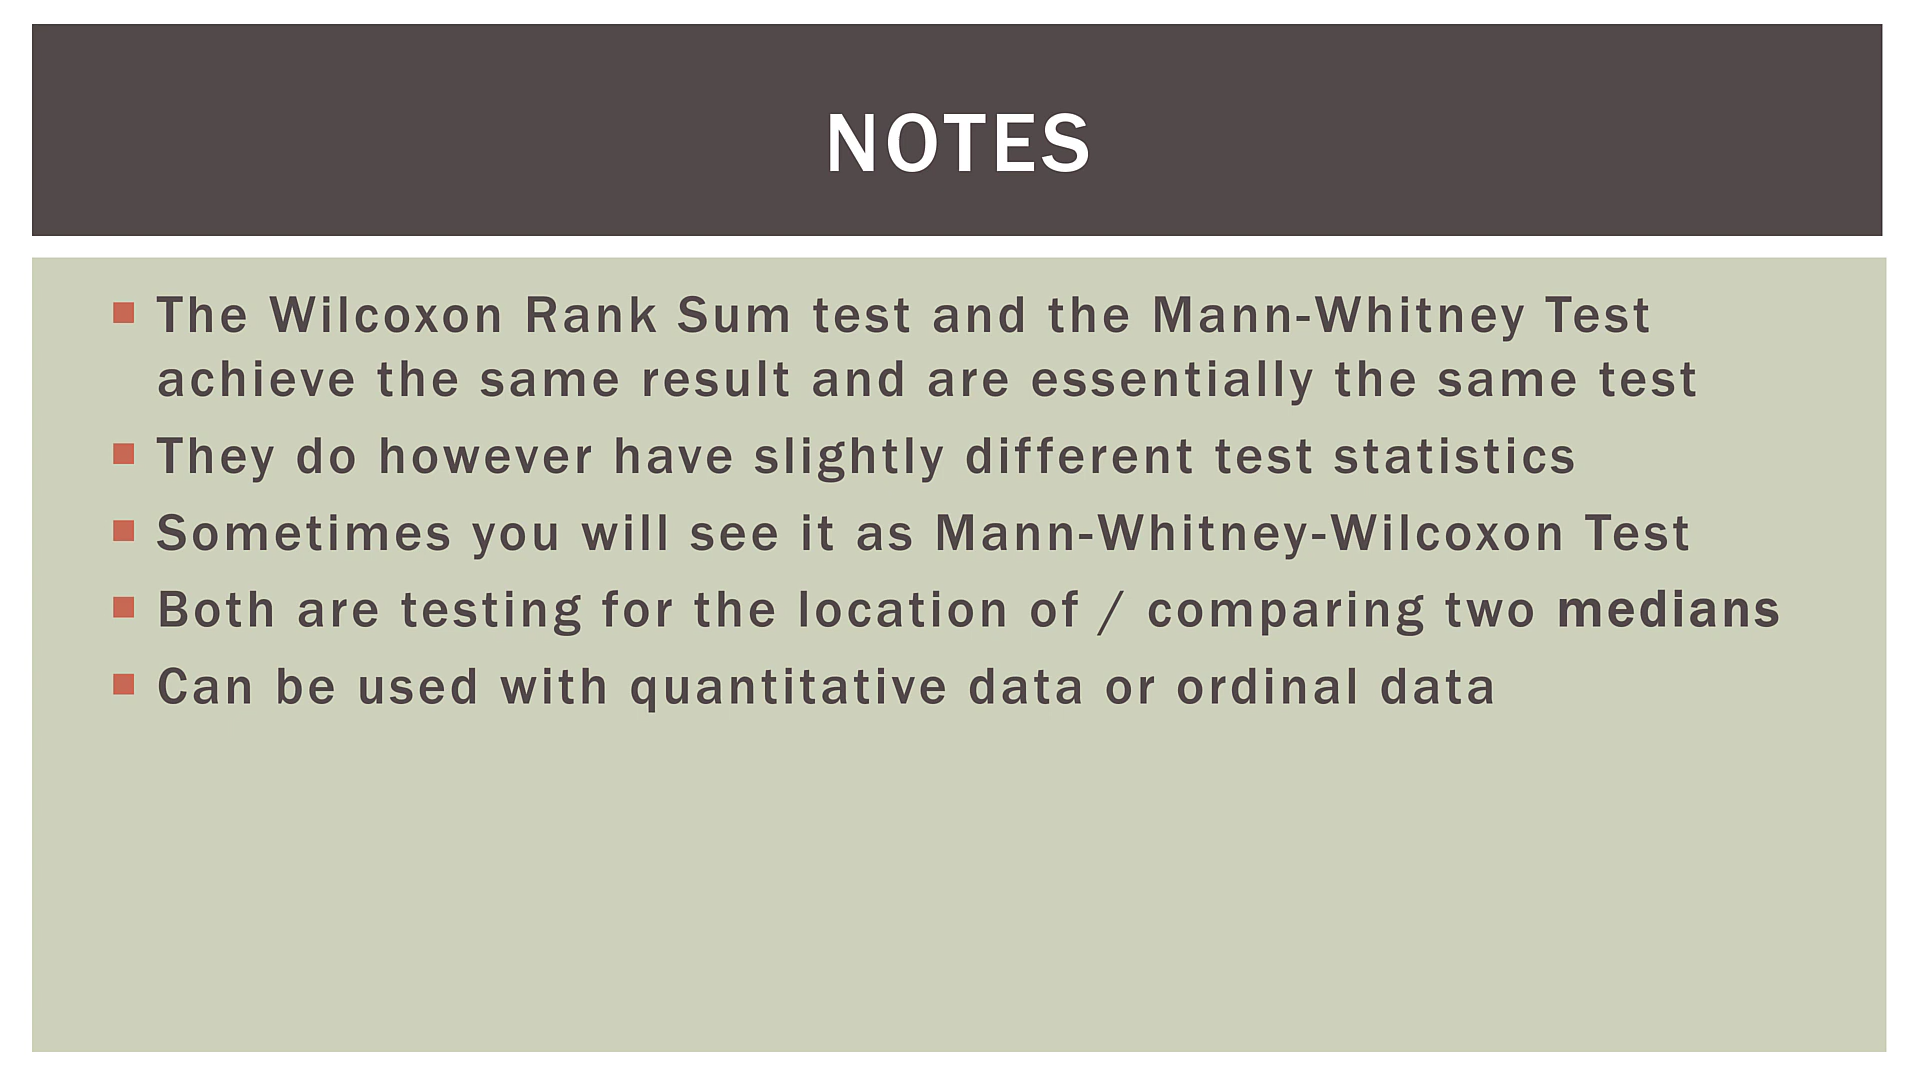 NOTES
The Wilcoxon Rank Sum test and the Mann-Whitney Test
achieve the same result and are essentially the same test
They do however have slightly different test statistics
Sometimes you will see it as Mann-Whitney-Wilcoxon Test
Both are testing for the location of / comparing two medians
Can be used with quantitative data or ordinal data